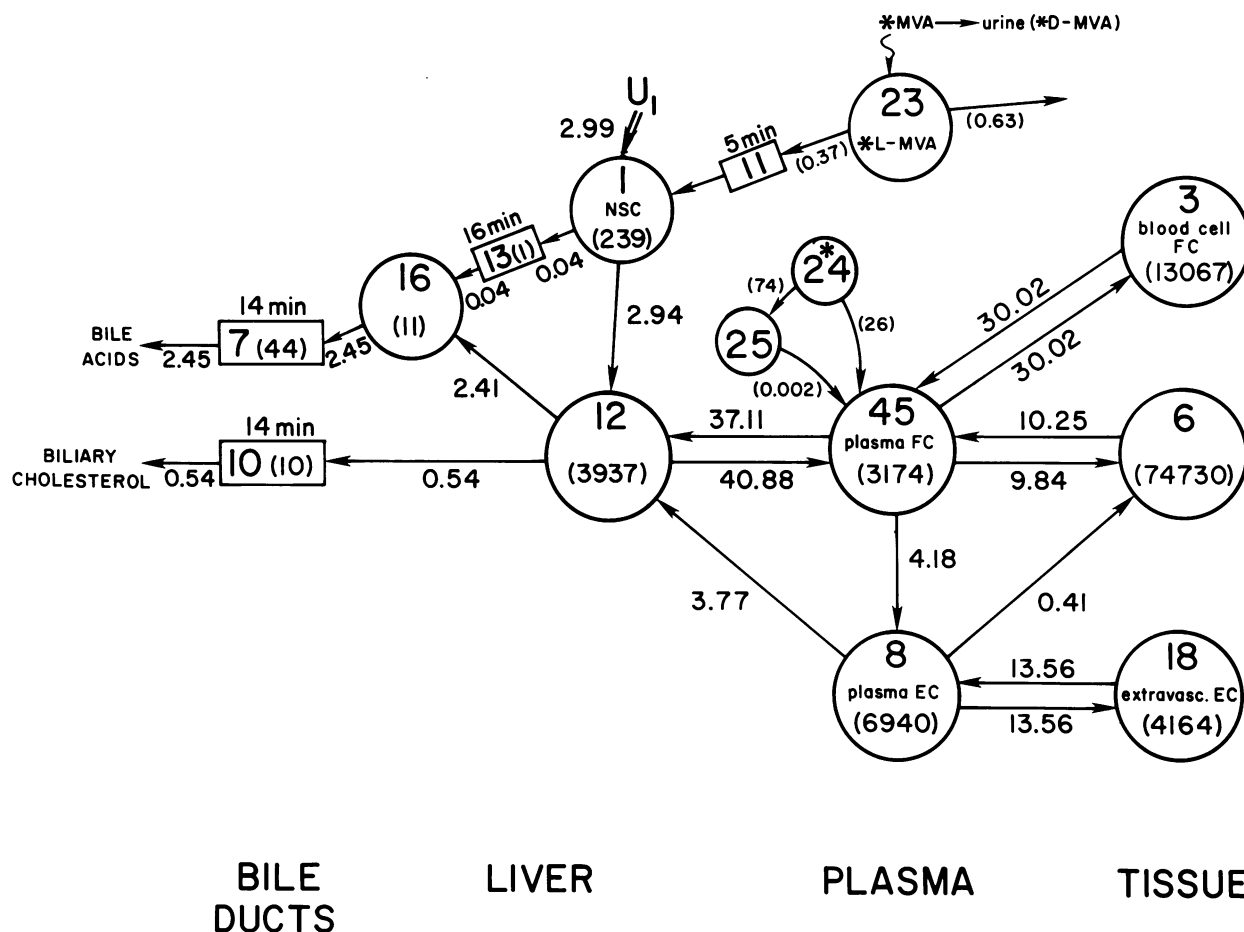 *MVA → urine (*D-MVA)
U₁
2.99
23
*L-MVA
(0.63)
(0.37)
5 min
11
1
NSC
(239)
16 min
13(1)
0.04
0.04
16
(11)
14 min
7 (44)
2.45
2.45
BILE
ACIDS
2.94
2.41
24*
(74)
(26)
25
(0.002)
3
blood cell
FC
(13067)
30.02
30.02
12
(3937)
37.11
40.88
45
plasma FC
(3174)
10.25
9.84
6
(74730)
14 min
10 (10)
0.54
0.54
BILIARY
CHOLESTEROL
4.18
3.77
0.41
8
plasma EC
(6940)
13.56
13.56
18
extravasc. EC
(4164)
BILE
DUCTS
LIVER
PLASMA
TISSUE